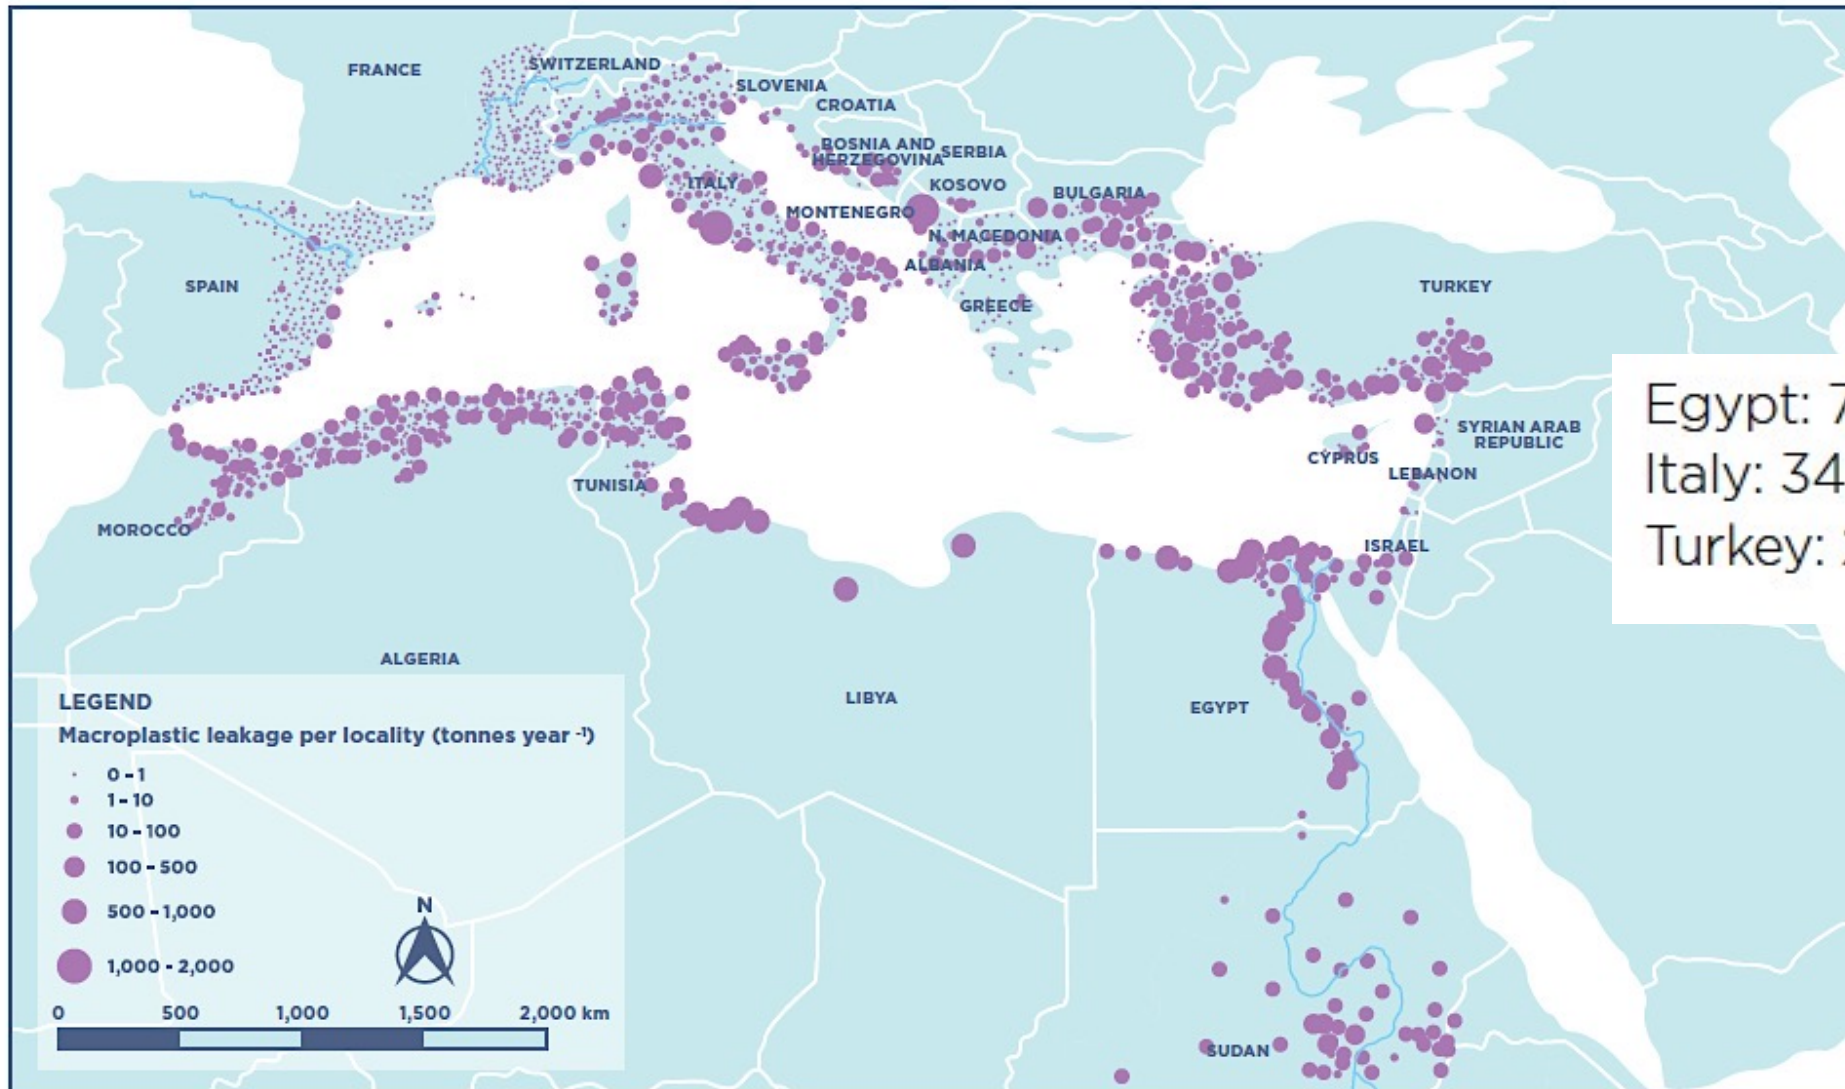 FRANCE
SWITZERLAND
SLOVENIA
CROATIA
BOSNIA AND
HERZEGOVINA
SERBIA
ITALY
KOSOVO
BULGARIA
MONTENEGRO
N. MACEDONIA
ALBANIA
SPAIN
GREECE
TURKEY
SYRIAN ARAB
REPUBLIC
CYPRUS
LEBANON
TUNISIA
MOROCCO
ISRAEL
ALGERIA
LIBYA
EGYPT
SUDAN
Egypt: 7
Italy: 34
Turkey:
LEGEND
Macroplastic leakage per locality (tonnes year -1)
0 - 1
1 - 10
10 - 100
100 - 500
500 - 1,000
1,000 - 2,000
N
0 500 1,000 1,500 2,000 km